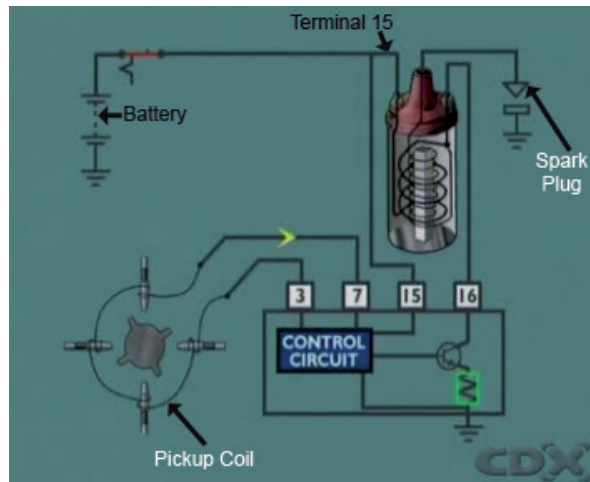 Terminal 15
Battery
Spark
Plug
3 7 15 16
CONTROL
CIRCUIT
Pickup Coil
CDX